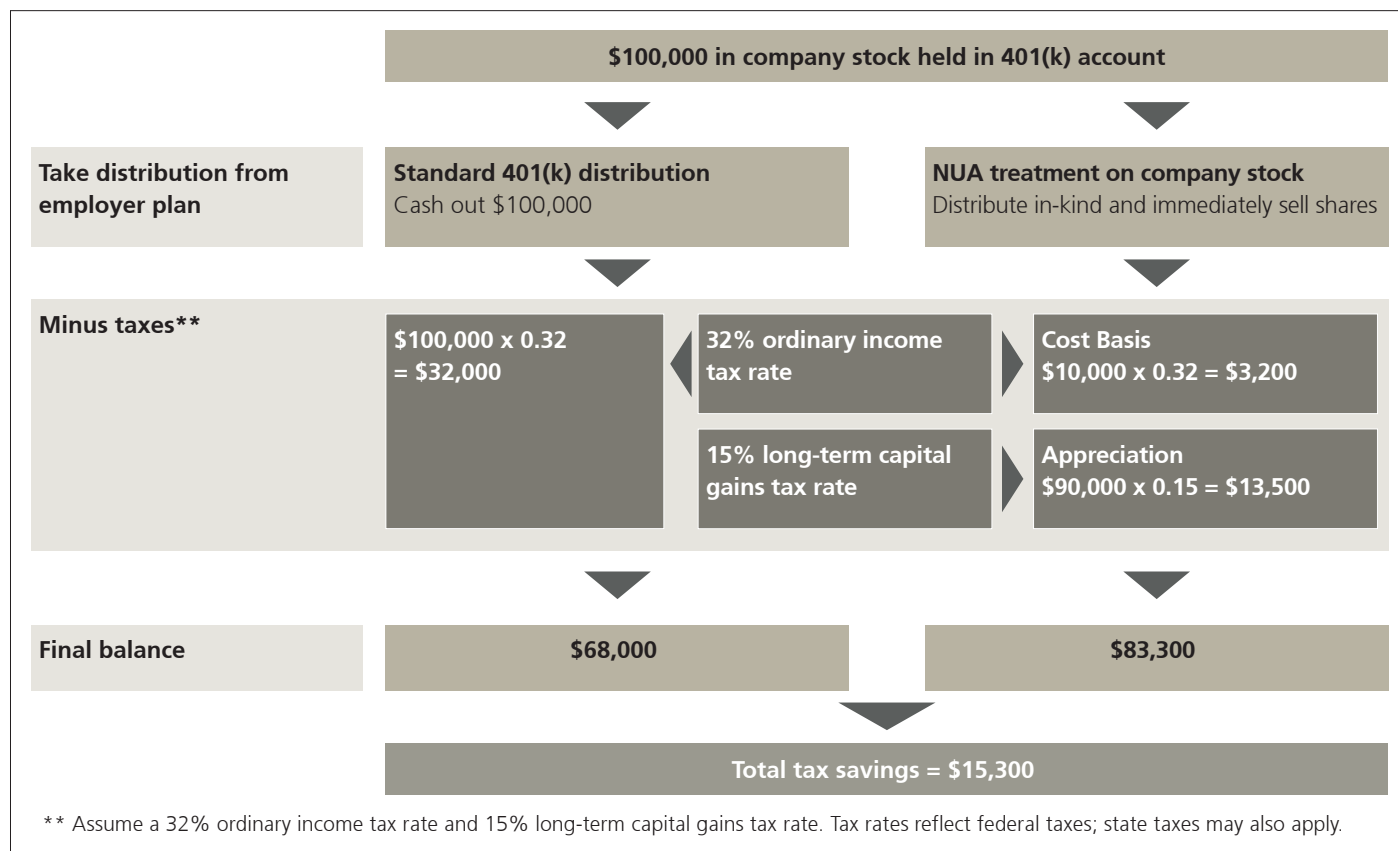 $100,000 in company stock held in 401(k) account
Take distribution from
employer plan
Standard 401(k) distribution
Cash out $100,000
NUA treatment on company stock
Distribute in-kind and immediately sell shares
Minus taxes**
$100,000 x 0.32
= $32,000
32% ordinary income
tax rate
Cost Basis
$10,000 x 0.32 = $3,200
15% long-term capital
gains tax rate
Appreciation
$90,000 x 0.15 = $13,500
Final balance
$68,000
$83,300
Total tax savings = $15,300
** Assume a 32% ordinary income tax rate and 15% long-term capital gains tax rate. Tax rates reflect federal taxes; state taxes may also apply.